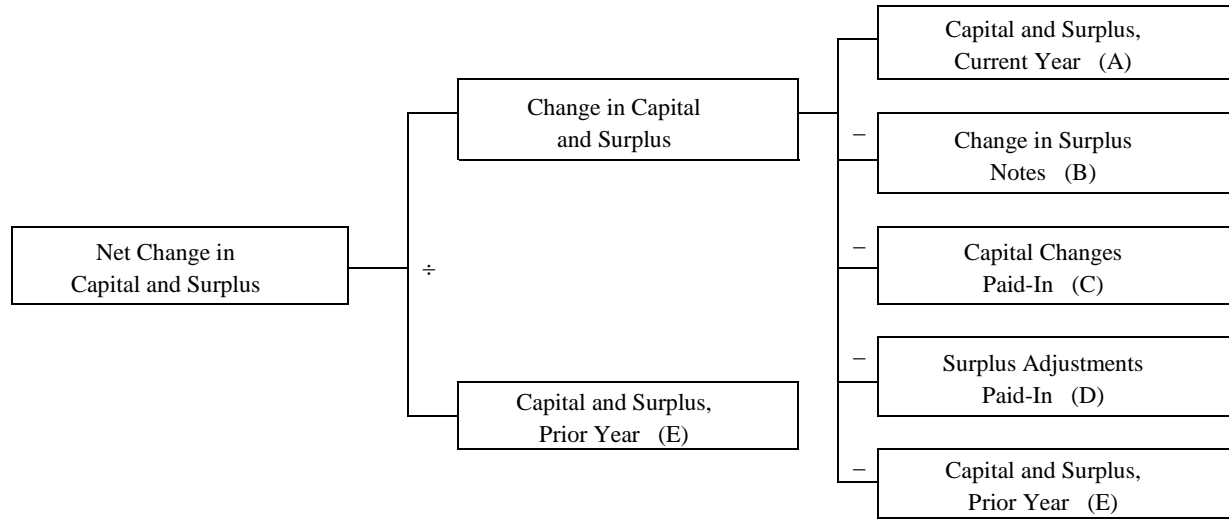 Net Change in
Capital and Surplus
÷
Change in Capital
and Surplus
Capital and Surplus,
Prior Year (E)
Capital and Surplus,
Current Year (A)
–
Change in Surplus
Notes (B)
–
Capital Changes
Paid-In (C)
–
Surplus Adjustments
Paid-In (D)
–
Capital and Surplus,
Prior Year (E)